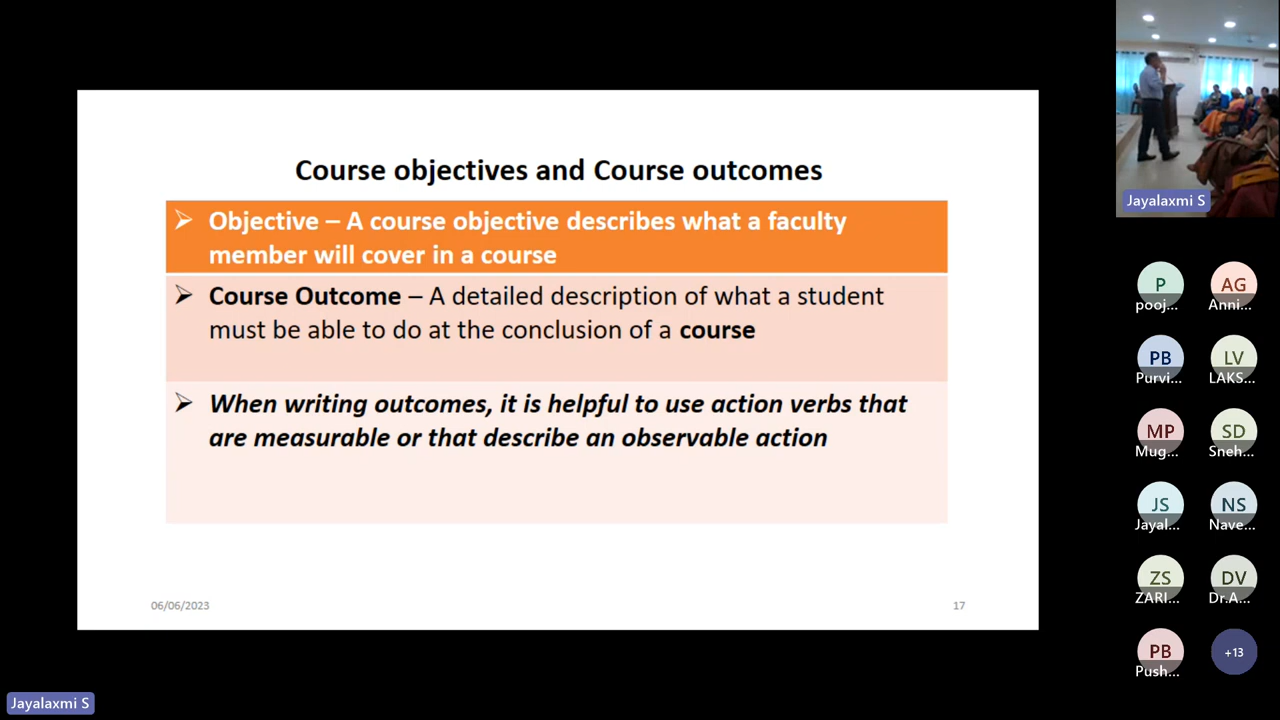 Course objectives and Course outcomes
➢ Objective – A course objective describes what a faculty
member will cover in a course
➢ Course Outcome – A detailed description of what a student
must be able to do at the conclusion of a course
➢ When writing outcomes, it is helpful to use action verbs that
are measurable or that describe an observable action
06/06/2023
17
Jayalaxmi S
P
pooj...
AG
Anni...
PB
Purvi...
LV
LAKS...
MP
Mug...
SD
Sneh...
JS
Jayal...
NS
Nave...
ZS
ZARI...
DV
Dr.A...
PB
Push...
+13
Jayalaxmi S